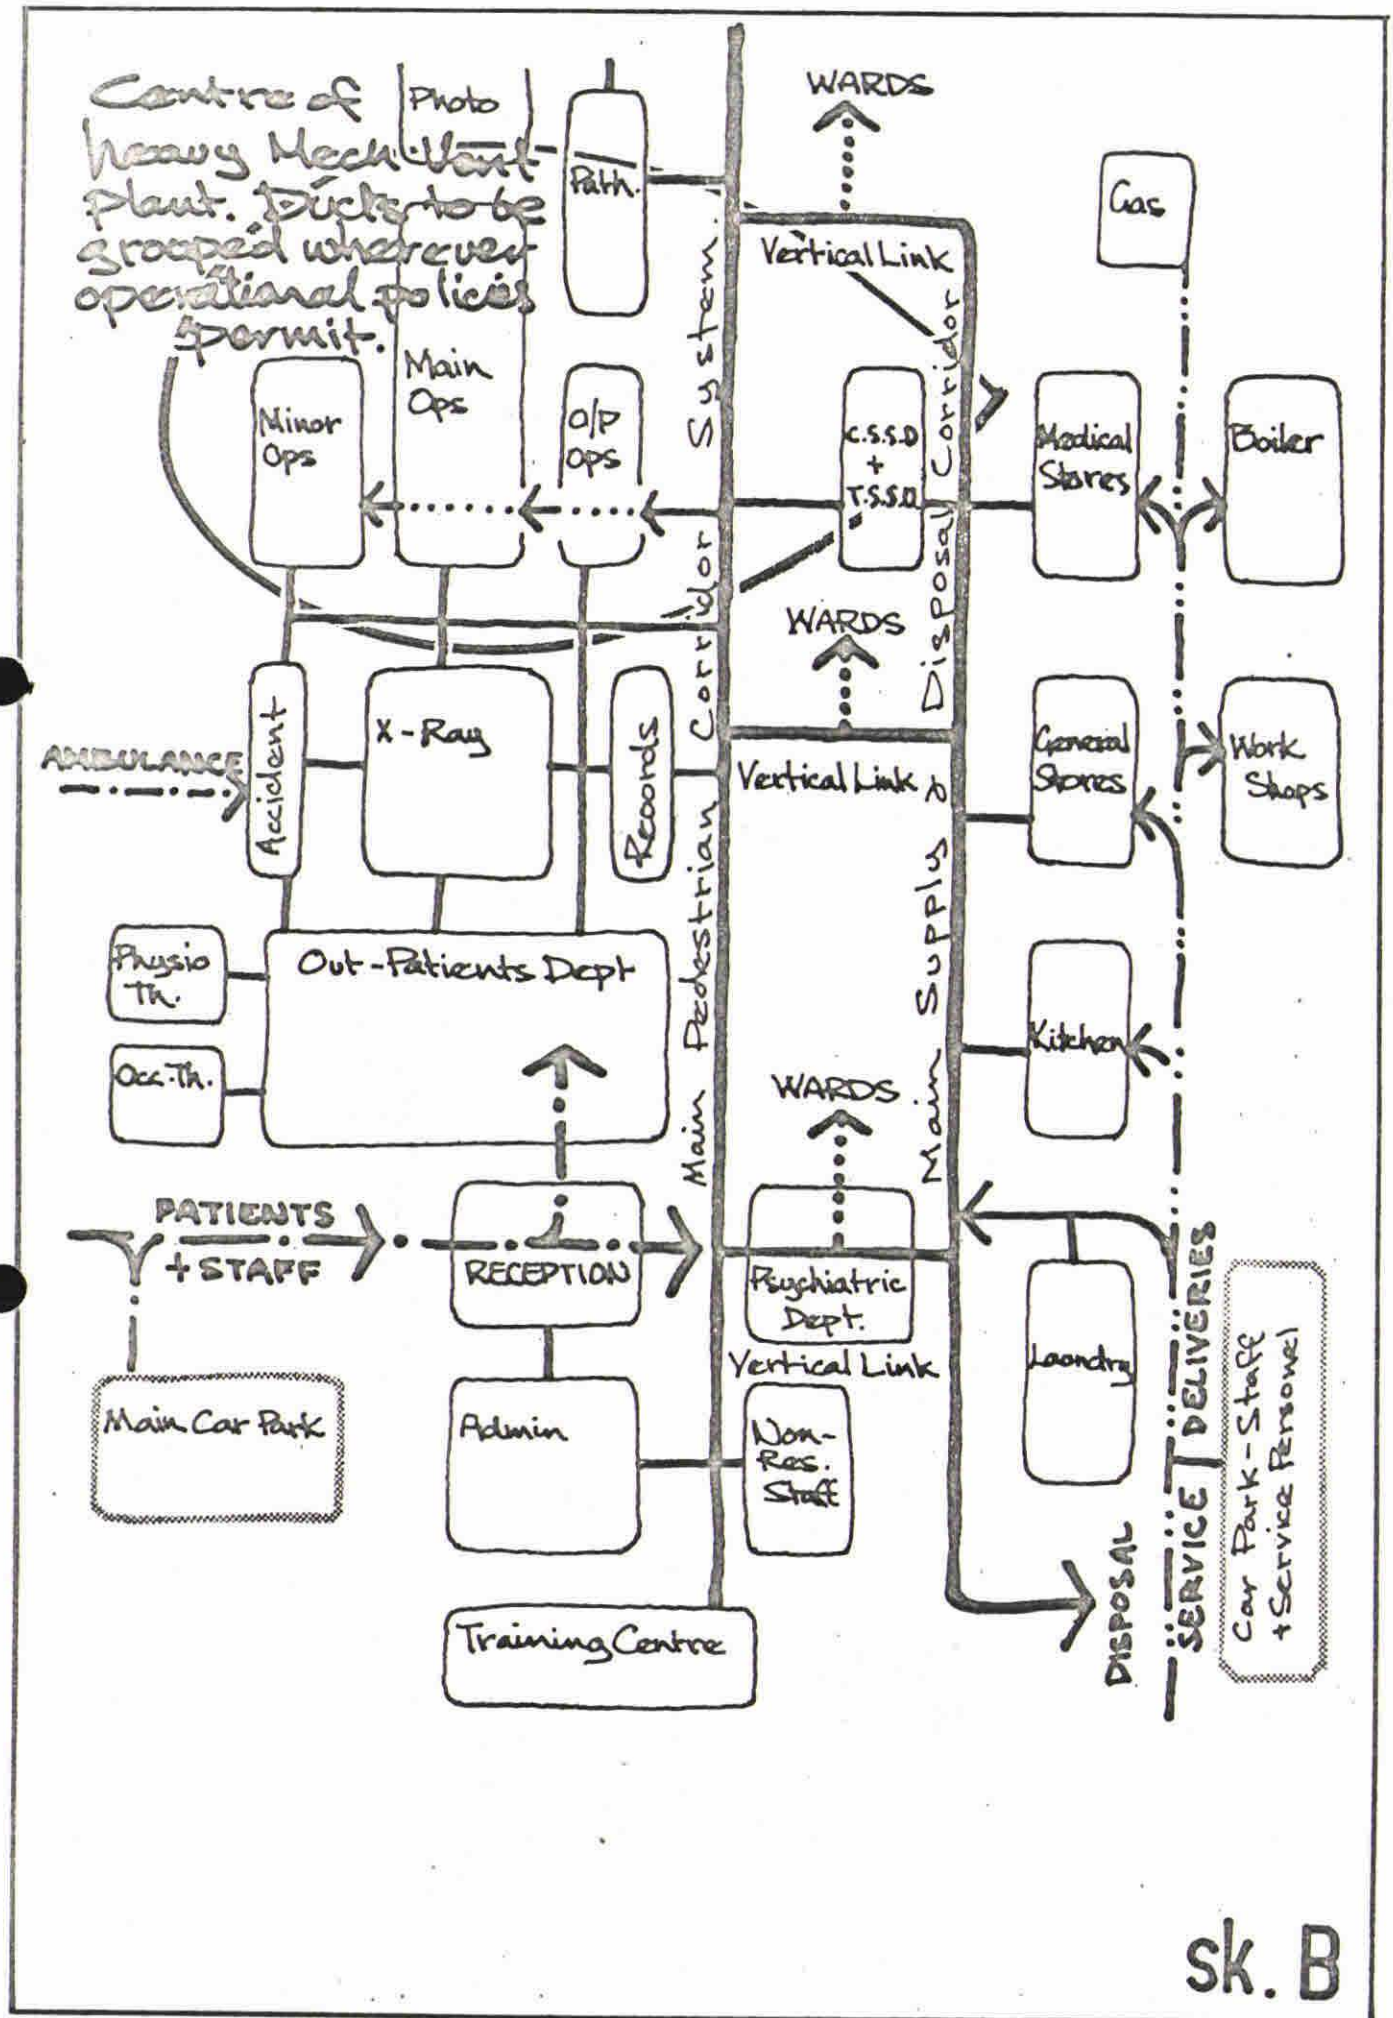 Centre of
heavy Mech Vent
Plant. Ducts to be
grouped wherever
operational policies
permit.
Photo
Path.
WARDS
Gas
Vertical Link
Minor
Ops
Main
Ops
O/P
Ops
C.S.S.D
+
T.S.S.D.
Medical
Stores
Boiler
Main Pedestrian Corridor System
Main Supply & Disposal Corridor
WARDS
AMBULANCE
Accident
X-Ray
Records
Vertical Link
General
Stores
Work
Shops
Physio
Th.
Out-Patients Dept
Occ. Th.
Kitchen
WARDS
PATIENTS
+ STAFF
RECEPTION
Psychiatric
Dept.
Vertical Link
Laundry
SERVICE DELIVERIES
Car Park - Staff
+ Service Personel
Main Car Park
Admin
Non-
Res.
Staff
DISPOSAL
Training Centre
sk. B